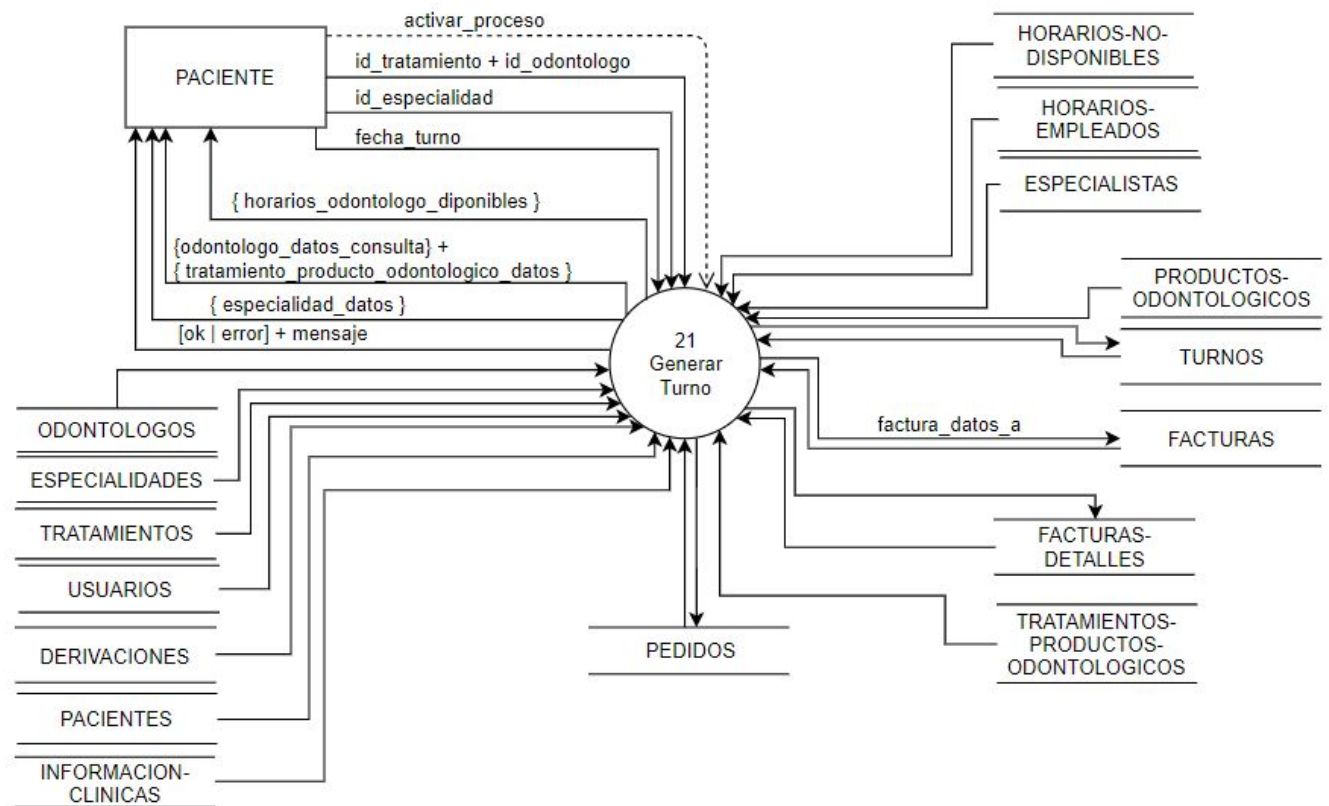 activar_proceso
PACIENTE
id_tratamiento + id_odontologo
id_especialidad
fecha_turno
{ horarios_odontologo_diponibles }
{odontologo_datos_consulta} +
{ tratamiento_producto_odontologico_datos }
{ especialidad_datos }
[ok | error] + mensaje
HORARIOS-NO-
DISPONIBLES
HORARIOS-
EMPLEADOS
ESPECIALISTAS
PRODUCTOS-
ODONTOLOGICOS
TURNOS
21
Generar
Turno
factura_datos_a
FACTURAS
ODONTOLOGOS
ESPECIALIDADES
TRATAMIENTOS
USUARIOS
DERIVACIONES
PACIENTES
INFORMACION-
CLINICAS
PEDIDOS
FACTURAS-
DETALLES
TRATAMIENTOS-
PRODUCTOS-
ODONTOLOGICOS